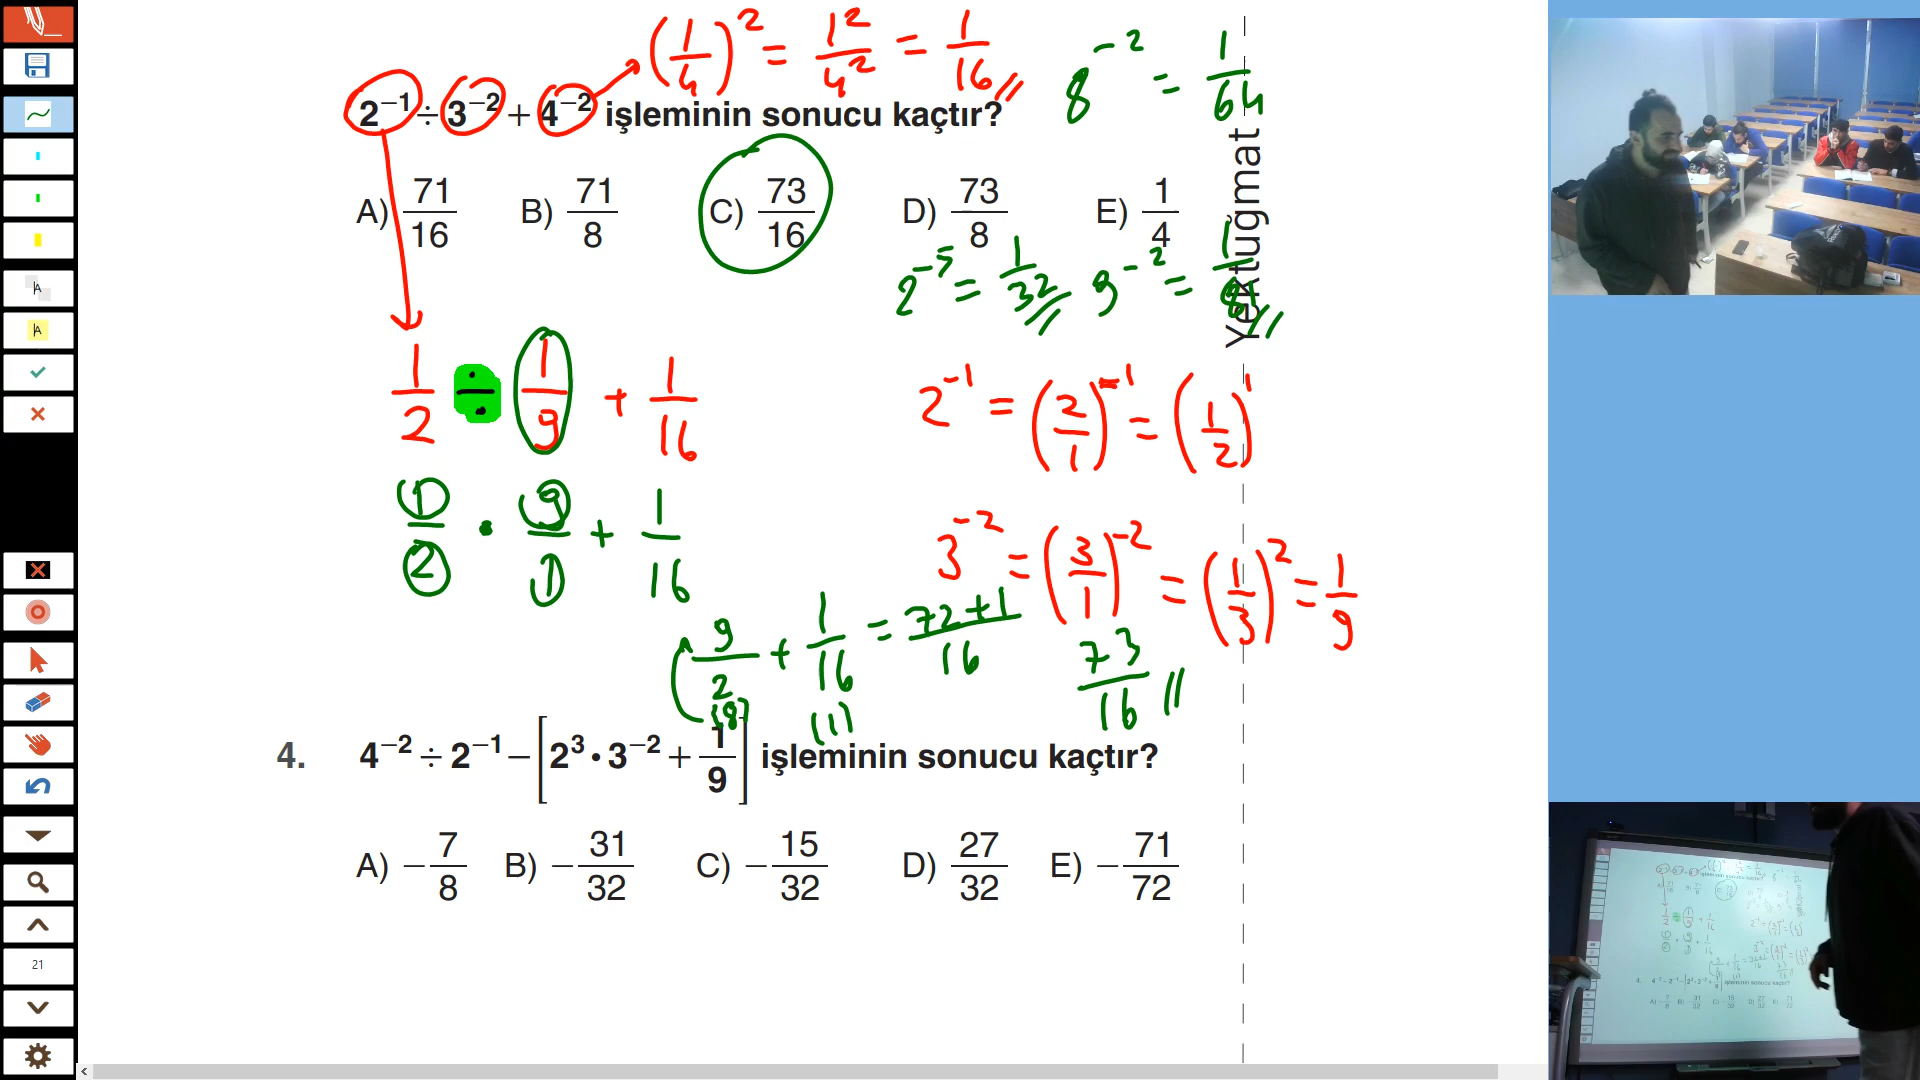 (1/4)² = 1²/4² = 1/16
8⁻² = 1/64
2⁻¹ ÷ 3⁻² + 4⁻² işleminin sonucu kaçtır?
A) 71/16 B) 71/8 C) 73/16 D) 73/8 E) 1/4
Yektuğmat
2⁻⁵ = 1/32 9⁻² = 1/81
1/2 ÷ 1/9 + 1/16
2⁻¹ = (2/1)⁻¹ = (1/2)¹
1/2 · 9/1 + 1/16
3⁻² = (3/1)⁻² = (1/3)² = 1/9
9/2 + 1/16 = 72+1/16 73/16
(8) (1)
4. 4⁻² ÷ 2⁻¹ − [2³ • 3⁻² + 1/9] işleminin sonucu kaçtır?
A) −7/8 B) −31/32 C) −15/32 D) 27/32 E) −71/72
21